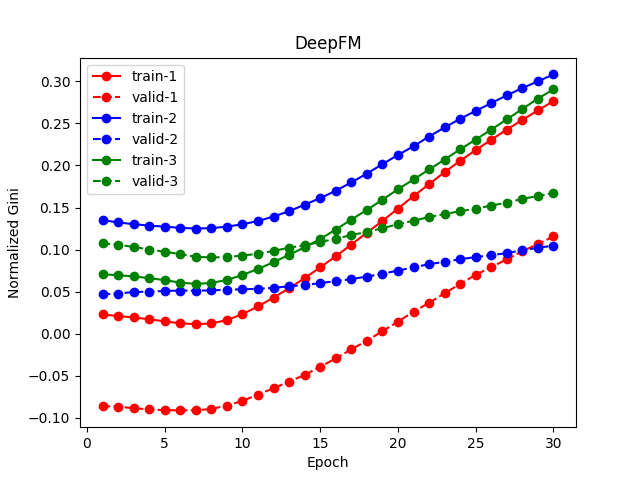 DeepFM
Normalized Gini
0.30
0.25
0.20
0.15
0.10
0.05
0.00
−0.05
−0.10
train-1
valid-1
train-2
valid-2
train-3
valid-3
0 5 10 15 20 25 30
Epoch